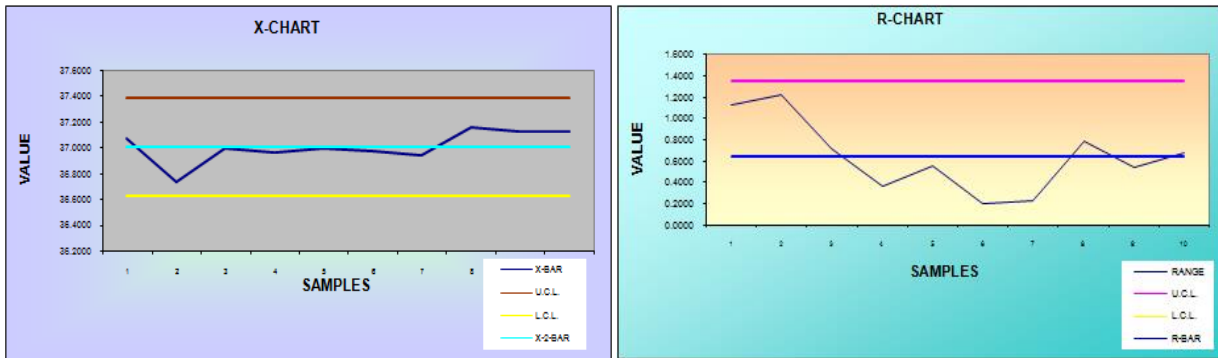 X-CHART
37.6000
37.4000
37.2000
37.0000
36.8000
36.6000
36.4000
36.2000
VALUE
1 2 3 4 5 6 7 8
SAMPLES
X-BAR
U.C.L.
L.C.L.
X-2-BAR
R-CHART
1.6000
1.4000
1.2000
1.0000
0.8000
0.6000
0.4000
0.2000
0.0000
VALUE
1 2 3 4 5 6 7 8 9 10
SAMPLES
RANGE
U.C.L.
L.C.L.
R-BAR